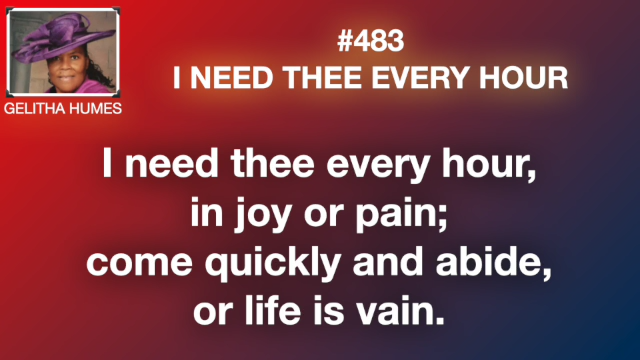 #483
I NEED THEE EVERY HOUR
GELITHA HUMES
I need thee every hour,
in joy or pain;
come quickly and abide,
or life is vain.